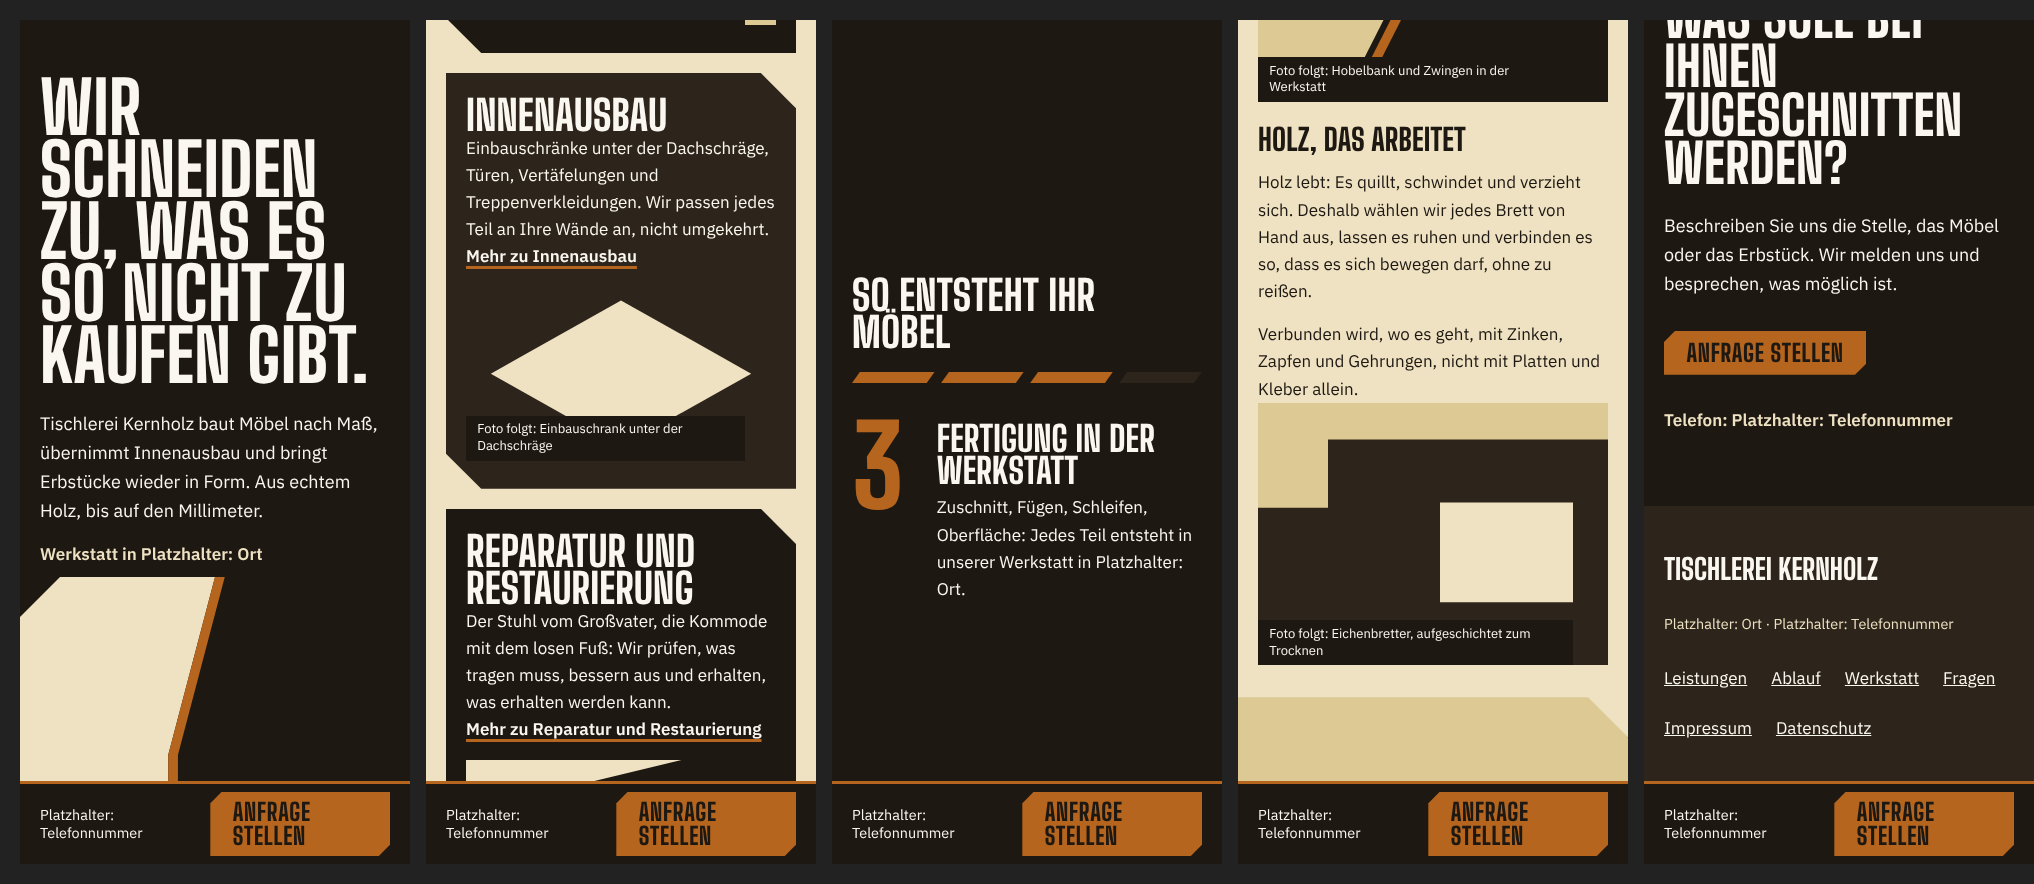 WIR
SCHNEIDEN
ZU, WAS ES
SO NICHT ZU
KAUFEN GIBT.
Tischlerei Kernholz baut Möbel nach Maß,
übernimmt Innenausbau und bringt
Erbstücke wieder in Form. Aus echtem
Holz, bis auf den Millimeter.
Werkstatt in Platzhalter: Ort
Platzhalter:
Telefonnummer
ANFRAGE
STELLEN
INNENAUSBAU
Einbauschränke unter der Dachschräge,
Türen, Vertäfelungen und
Treppenverkleidungen. Wir passen jedes
Teil an Ihre Wände an, nicht umgekehrt.
Mehr zu Innenausbau
Foto folgt: Einbauschrank unter der
Dachschräge
REPARATUR UND
RESTAURIERUNG
Der Stuhl vom Großvater, die Kommode
mit dem losen Fuß: Wir prüfen, was
tragen muss, bessern aus und erhalten,
was erhalten werden kann.
Mehr zu Reparatur und Restaurierung
Platzhalter:
Telefonnummer
ANFRAGE
STELLEN
SO ENTSTEHT IHR
MÖBEL
3
FERTIGUNG IN DER
WERKSTATT
Zuschnitt, Fügen, Schleifen,
Oberfläche: Jedes Teil entsteht in
unserer Werkstatt in Platzhalter:
Ort.
Platzhalter:
Telefonnummer
ANFRAGE
STELLEN
Foto folgt: Hobelbank und Zwingen in der
Werkstatt
HOLZ, DAS ARBEITET
Holz lebt: Es quillt, schwindet und verzieht
sich. Deshalb wählen wir jedes Brett von
Hand aus, lassen es ruhen und verbinden es
so, dass es sich bewegen darf, ohne zu
reißen.
Verbunden wird, wo es geht, mit Zinken,
Zapfen und Gehrungen, nicht mit Platten und
Kleber allein.
Foto folgt: Eichenbretter, aufgeschichtet zum
Trocknen
Platzhalter:
Telefonnummer
ANFRAGE
STELLEN
WAS SOLL BEI
IHNEN
ZUGESCHNITTEN
WERDEN?
Beschreiben Sie uns die Stelle, das Möbel
oder das Erbstück. Wir melden uns und
besprechen, was möglich ist.
ANFRAGE STELLEN
Telefon: Platzhalter: Telefonnummer
TISCHLEREI KERNHOLZ
Platzhalter: Ort · Platzhalter: Telefonnummer
Leistungen Ablauf Werkstatt Fragen
Impressum Datenschutz
Platzhalter:
Telefonnummer
ANFRAGE
STELLEN